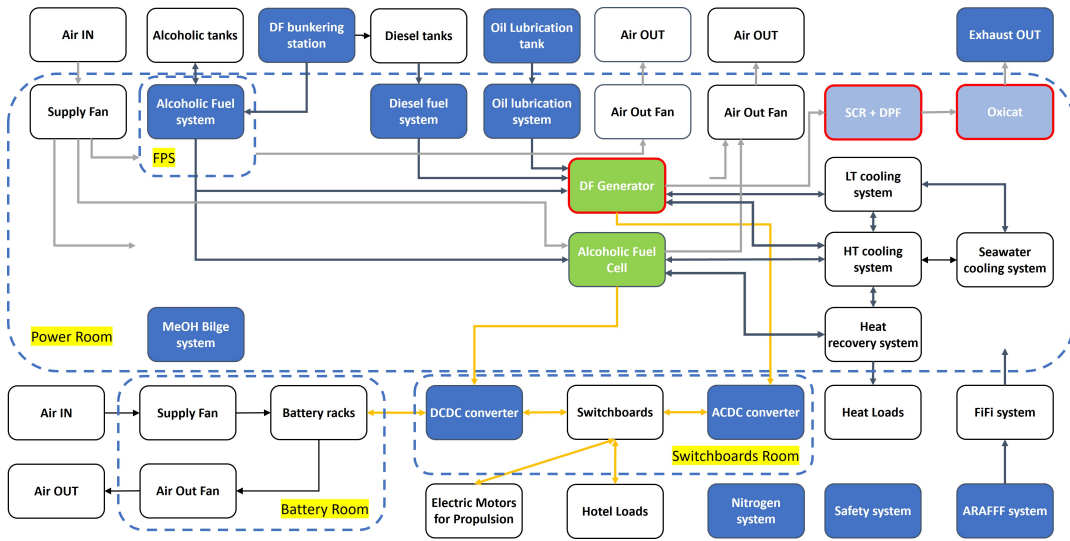 Air IN
Alcoholic tanks
DF bunkering
station
Diesel tanks
Oil Lubrication
tank
Air OUT
Air OUT
Exhaust OUT
Supply Fan
Alcoholic Fuel
system
FPS
Diesel fuel
system
Oil lubrication
system
Air Out Fan
Air Out Fan
SCR + DPF
Oxicat
DF Generator
LT cooling
system
Alcoholic Fuel
Cell
HT cooling
system
Seawater
cooling system
Power Room
MeOH Bilge
system
Heat
recovery system
Air IN
Supply Fan
Battery racks
DCDC converter
Switchboards
ACDC converter
Heat Loads
FiFi system
Switchboards Room
Air OUT
Air Out Fan
Battery Room
Electric Motors
for Propulsion
Hotel Loads
Nitrogen
system
Safety system
ARAFFF system